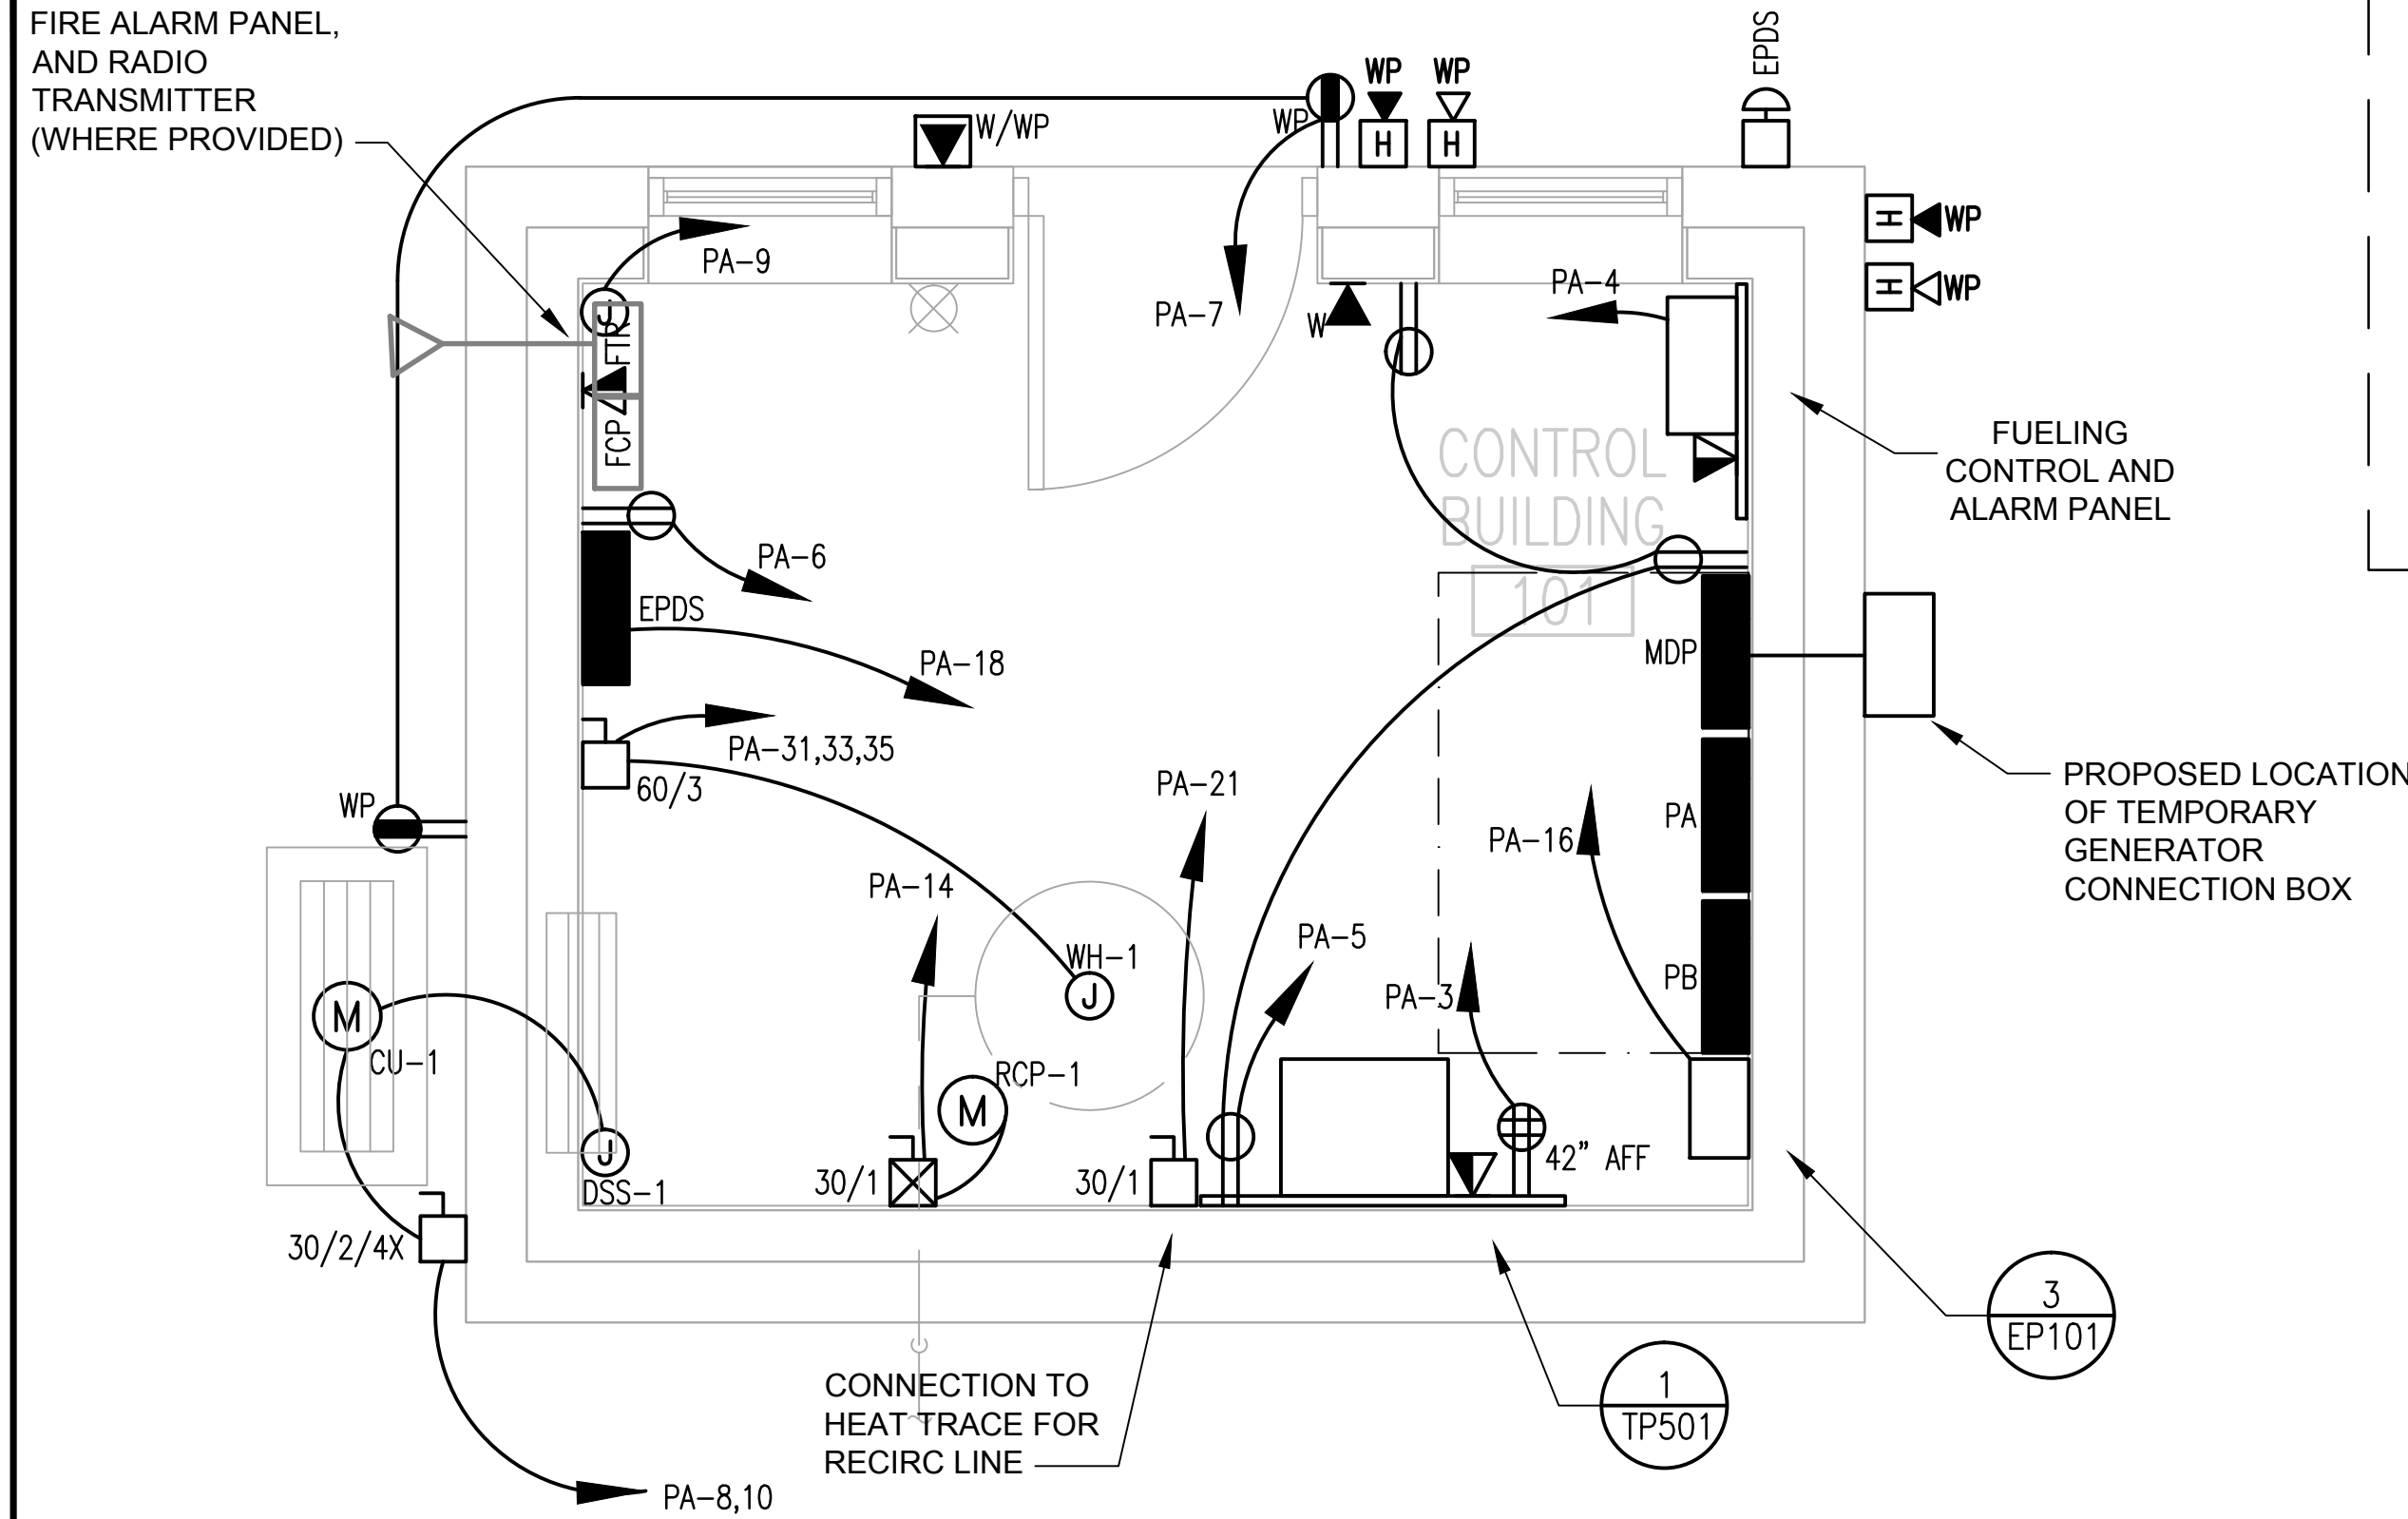 FIRE ALARM PANEL,
AND RADIO
TRANSMITTER
(WHERE PROVIDED)
W/WP
WP
WP
WP
EPDS
H
H
H
WP
H
WP
PA-9
J
FTR
FCP
PA-7
W
PA-4
CONTROL
BUILDING
101
FUELING
CONTROL AND
ALARM PANEL
PA-6
EPDS
PA-18
MDP
PA-31,33,35
60/3
PA-21
WP
PA
PA-16
PROPOSED LOCATION
OF TEMPORARY
GENERATOR
CONNECTION BOX
PA-14
PA-5
WH-1
J
PA-3
PB
M
CU-1
RCP-1
M
J
DSS-1
30/1
30/1
42" AFF
30/2/4X
3
EP101
1
TP501
CONNECTION TO
HEAT TRACE FOR
RECIRC LINE
PA-8,10